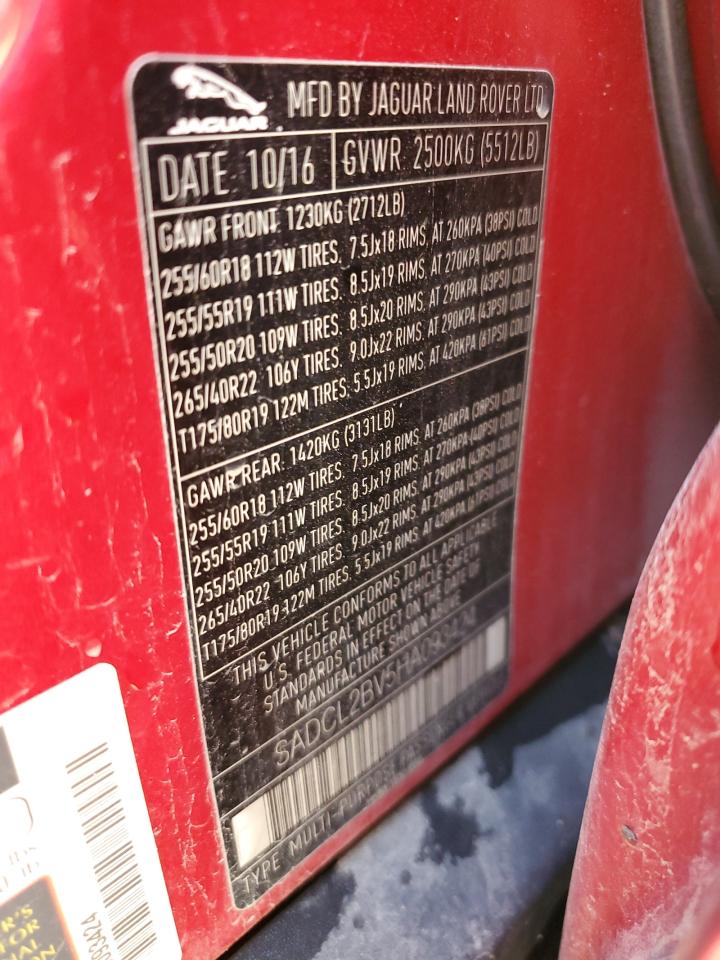 JAGUAR
MFD BY JAGUAR LAND ROVER LTD
DATE 10/16
GVWR 2500KG (5512LB)
GAWR FRONT 1230KG (2712LB)
255/60R18 112W TIRES, 7.5Jx18 RIMS, AT 260KPA (38PSI) COLD
255/55R19 111W TIRES, 8.5Jx19 RIMS, AT 270KPA (40PSI) COLD
255/50R20 109W TIRES, 8.5Jx20 RIMS, AT 290KPA (43PSI) COLD
265/40R22 106Y TIRES, 9.0Jx22 RIMS, AT 290KPA (43PSI) COLD
T175/80R19 122M TIRES, 5.5Jx19 RIMS, AT 420KPA (61PSI) COLD
GAWR REAR: 1420KG (3131LB)
255/60R18 112W TIRES, 7.5Jx18 RIMS, AT 260KPA (38PSI) COLD
255/55R19 111W TIRES, 8.5Jx19 RIMS, AT 270KPA (40PSI) COLD
255/50R20 109W TIRES, 8.5Jx20 RIMS, AT 290KPA (43PSI) COLD
265/40R22 106Y TIRES, 9.0Jx22 RIMS, AT 290KPA (43PSI) COLD
T175/80R19 122M TIRES, 5.5Jx19 RIMS, AT 420KPA (61PSI) COLD
THIS VEHICLE CONFORMS TO ALL APPLICABLE
U.S. FEDERAL MOTOR VEHICLE SAFETY
STANDARDS IN EFFECT ON THE DATE OF
MANUFACTURE SHOWN ABOVE
SADCL2BV5HA093424
TYPE MULTI-PURPOSE
093424